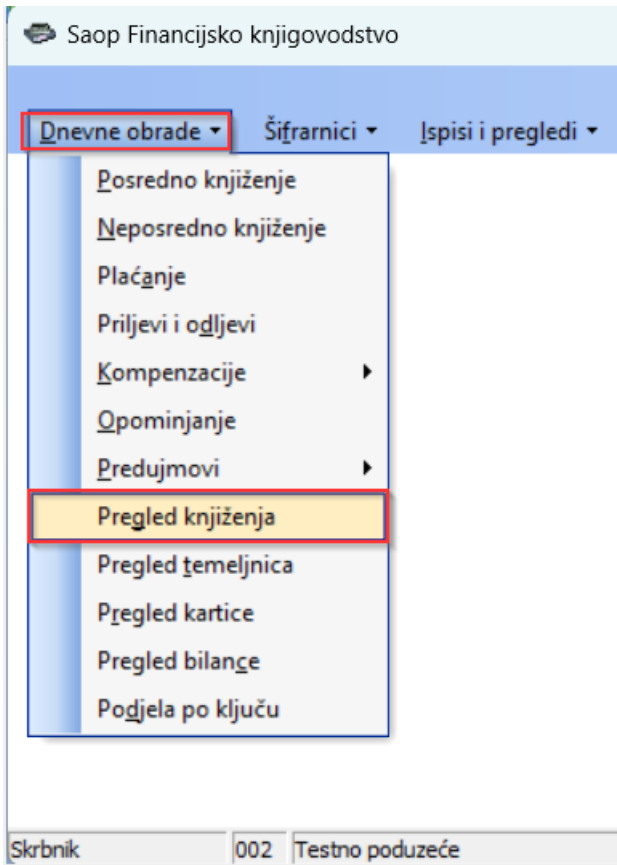 Saop Financijsko knjigovodstvo
Dnevne obrade Šifrarnici Ispisi i pregledi
Posredno knjiženje
Neposredno knjiženje
Plaćanje
Priljevi i odljevi
Kompenzacije
Opominjanje
Predujmovi
Pregled knjiženja
Pregled temeljnica
Pregled kartice
Pregled bilance
Podjela po ključu
Skrbnik 002 Testno poduzeće